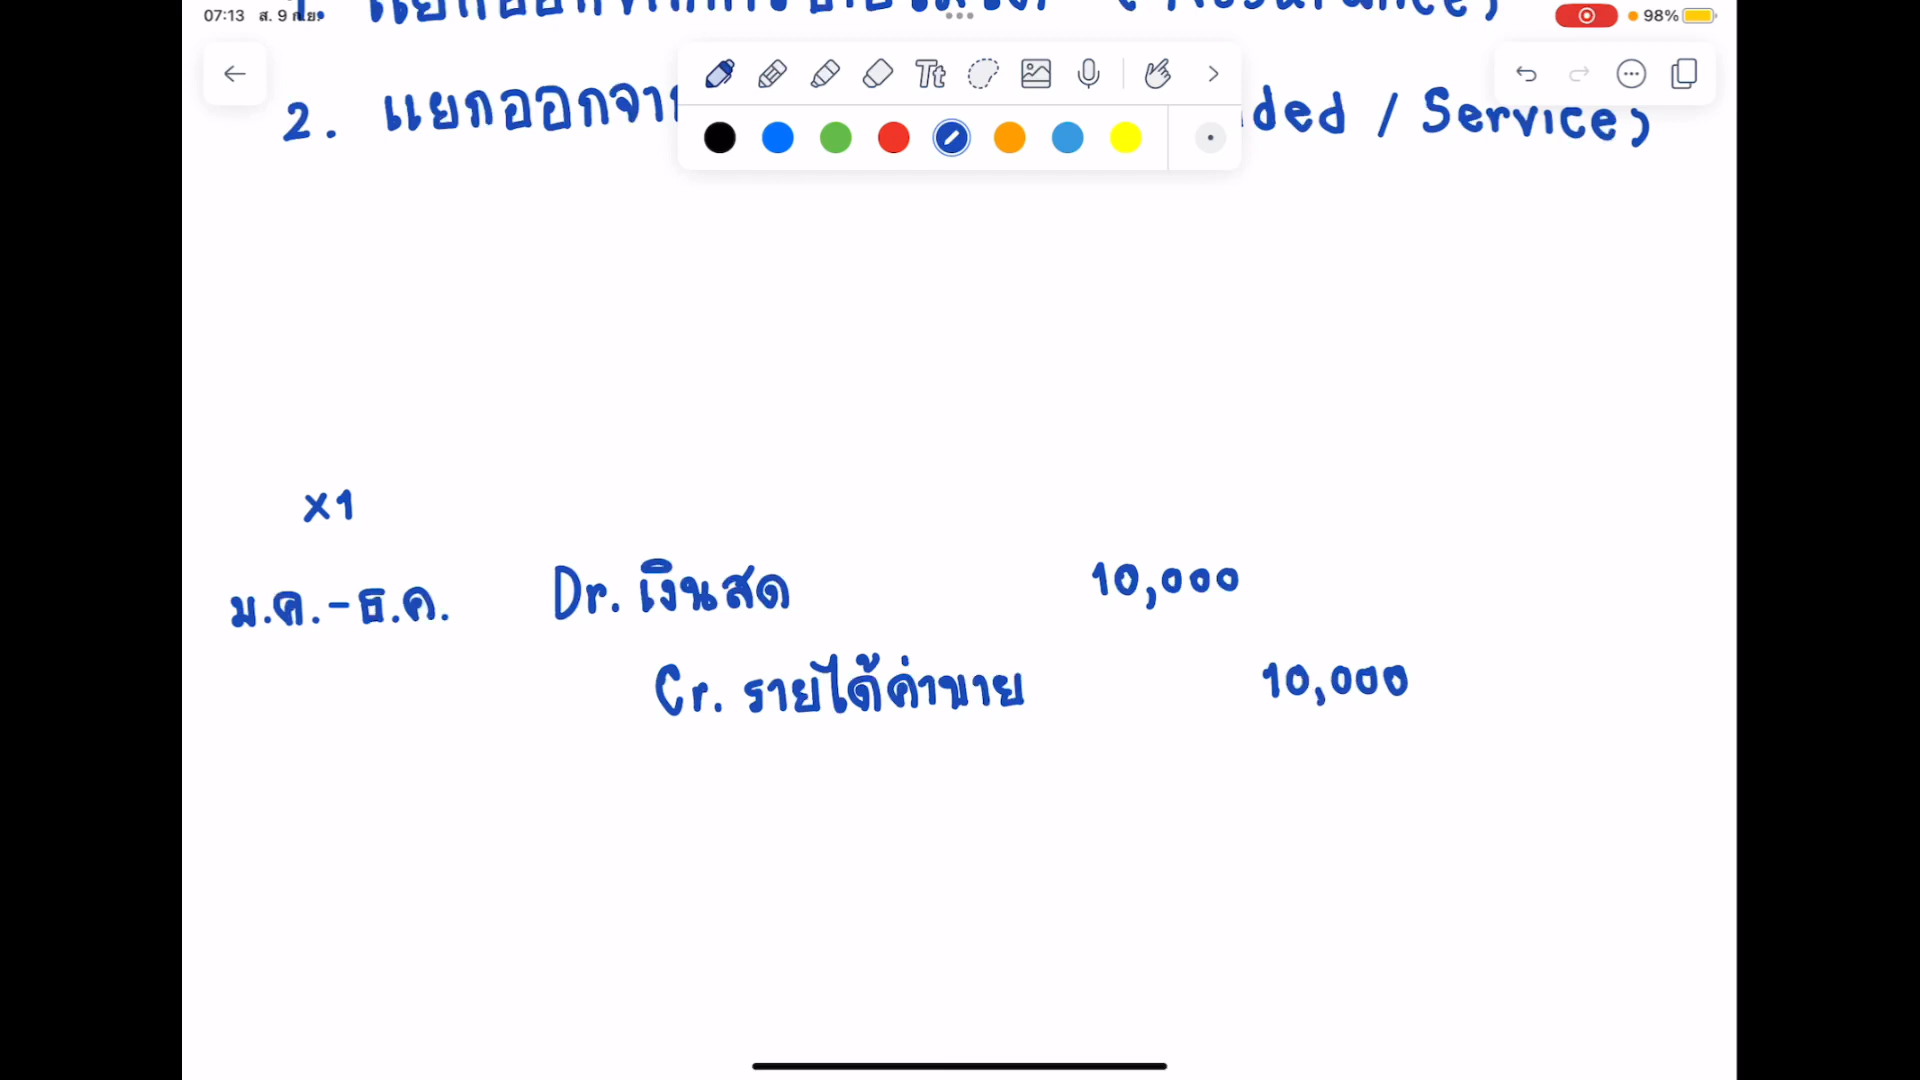 07:13 ส. 9 ก.ย. 98%
1.
2. แยกออกจาก ded / Service)
x1
ม.ค.-ธ.ค. Dr. เงินสด 10,000
Cr. รายได้ค่าขาย 10,000